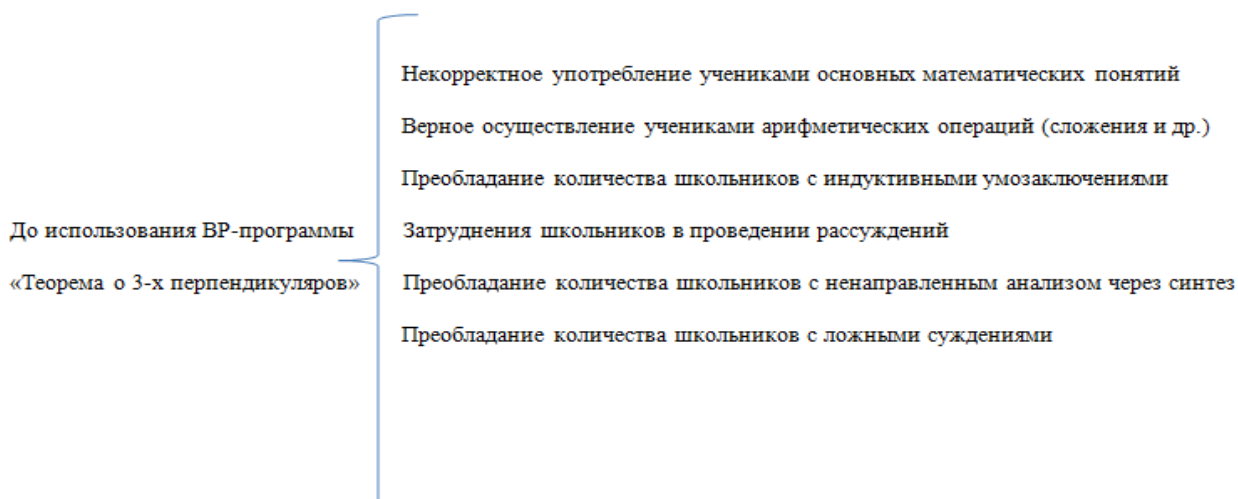 Некорректное употребление учениками основных математических понятий
Верное осуществление учениками арифметических операций (сложения и др.)
Преобладание количества школьников с индуктивными умозаключениями
До использования ВР-программы
Затруднения школьников в проведении рассуждений
«Теорема о 3-х перпендикуляров»
Преобладание количества школьников с ненаправленным анализом через синтез
Преобладание количества школьников с ложными суждениями